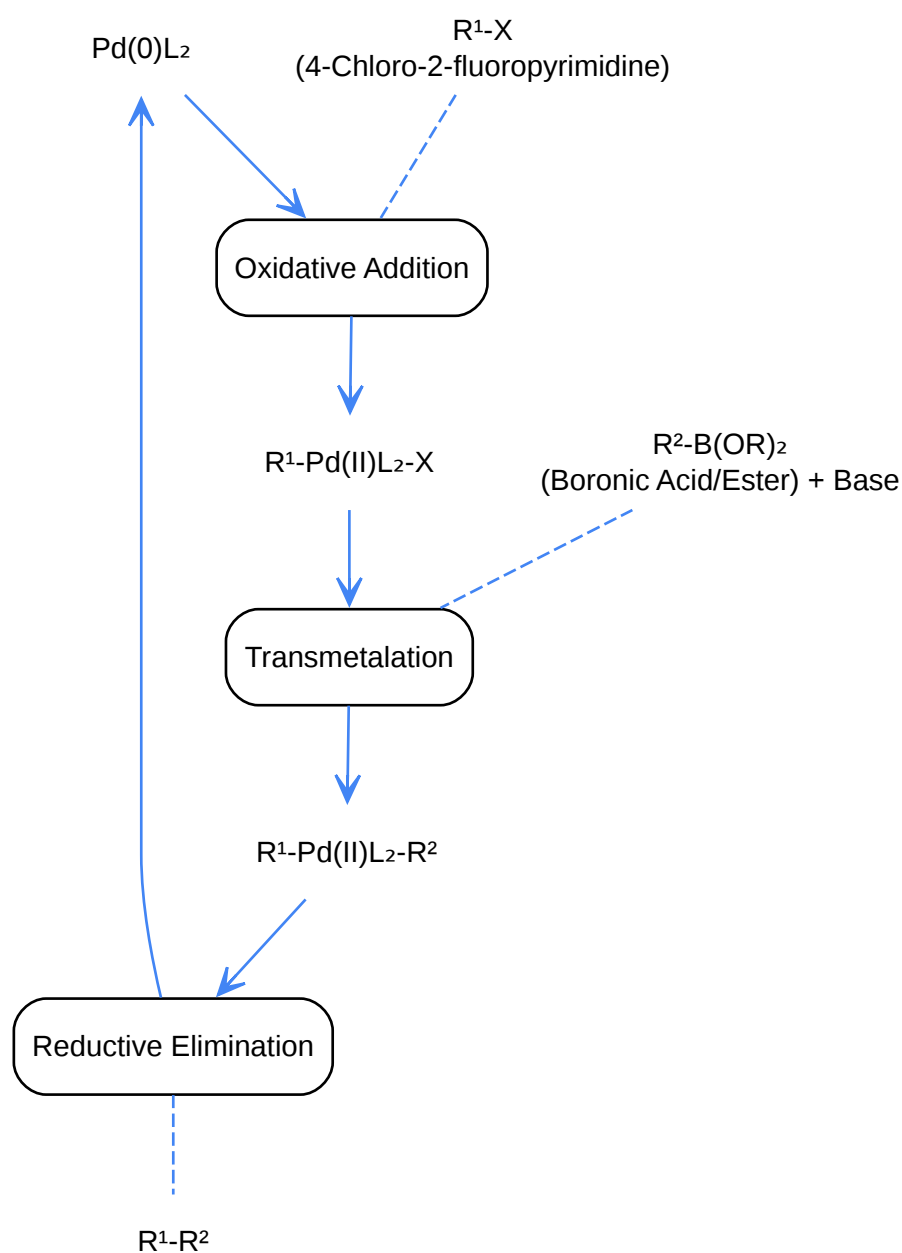 Pd(0)L₂
R¹-X
(4-Chloro-2-fluoropyrimidine)
Oxidative Addition
R¹-Pd(II)L₂-X
R²-B(OR)₂
(Boronic Acid/Ester) + Base
Transmetalation
R¹-Pd(II)L₂-R²
Reductive Elimination
R¹-R²